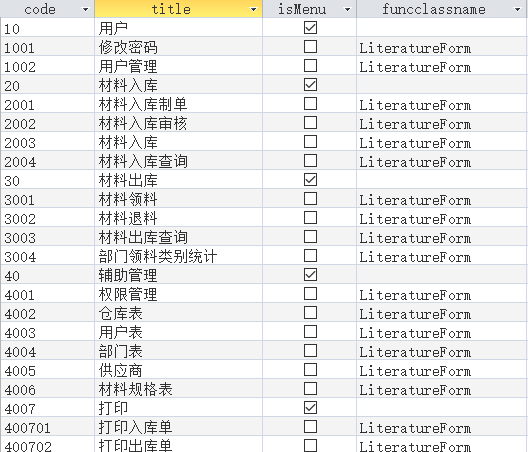 code title isMenu funcclassname
10 用户
1001 修改密码 LiteratureForm
1002 用户管理 LiteratureForm
20 材料入库
2001 材料入库制单 LiteratureForm
2002 材料入库审核 LiteratureForm
2003 材料入库 LiteratureForm
2004 材料入库查询 LiteratureForm
30 材料出库
3001 材料领料 LiteratureForm
3002 材料退料 LiteratureForm
3003 材料出库查询 LiteratureForm
3004 部门领料类别统计 LiteratureForm
40 辅助管理
4001 权限管理 LiteratureForm
4002 仓库表 LiteratureForm
4003 用户表 LiteratureForm
4004 部门表 LiteratureForm
4005 供应商 LiteratureForm
4006 材料规格表 LiteratureForm
4007 打印
400701 打印入库单 LiteratureForm
400702 打印出库单 LiteratureForm